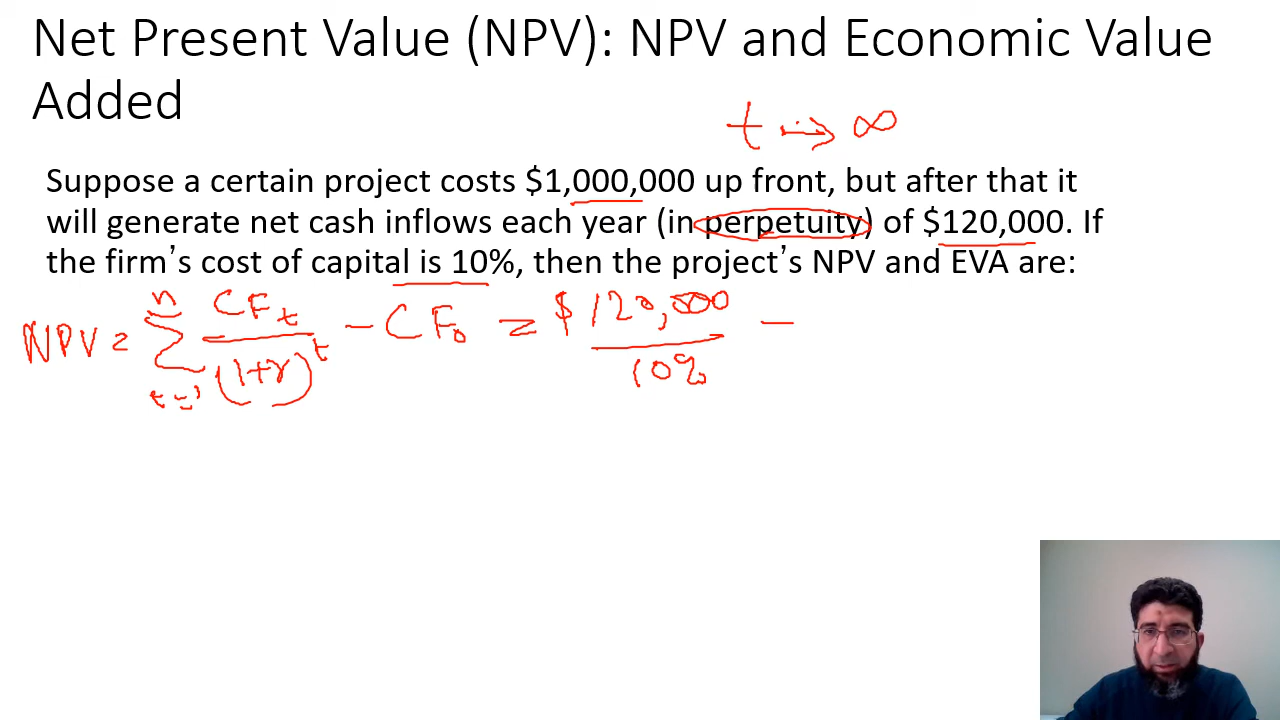 Net Present Value (NPV): NPV and Economic Value
Added
t → ∞
Suppose a certain project costs $1,000,000 up front, but after that it
will generate net cash inflows each year (in perpetuity) of $120,000. If
the firm’s cost of capital is 10%, then the project’s NPV and EVA are:
NPV = n Σ t=1 CFt / (1+r)^t − CF0 = $120,000 / 10% −